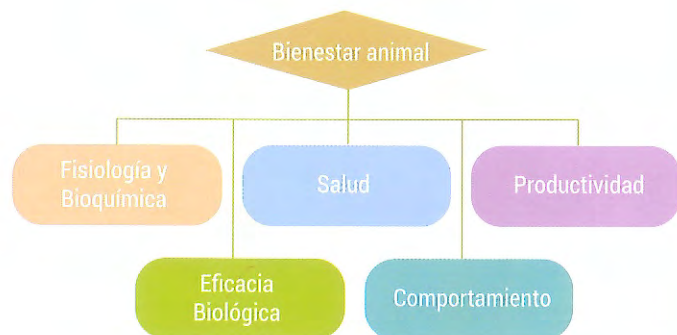 Bienestar animal
Fisiología y
Bioquímica
Salud
Productividad
Eficacia
Biológica
Comportamiento